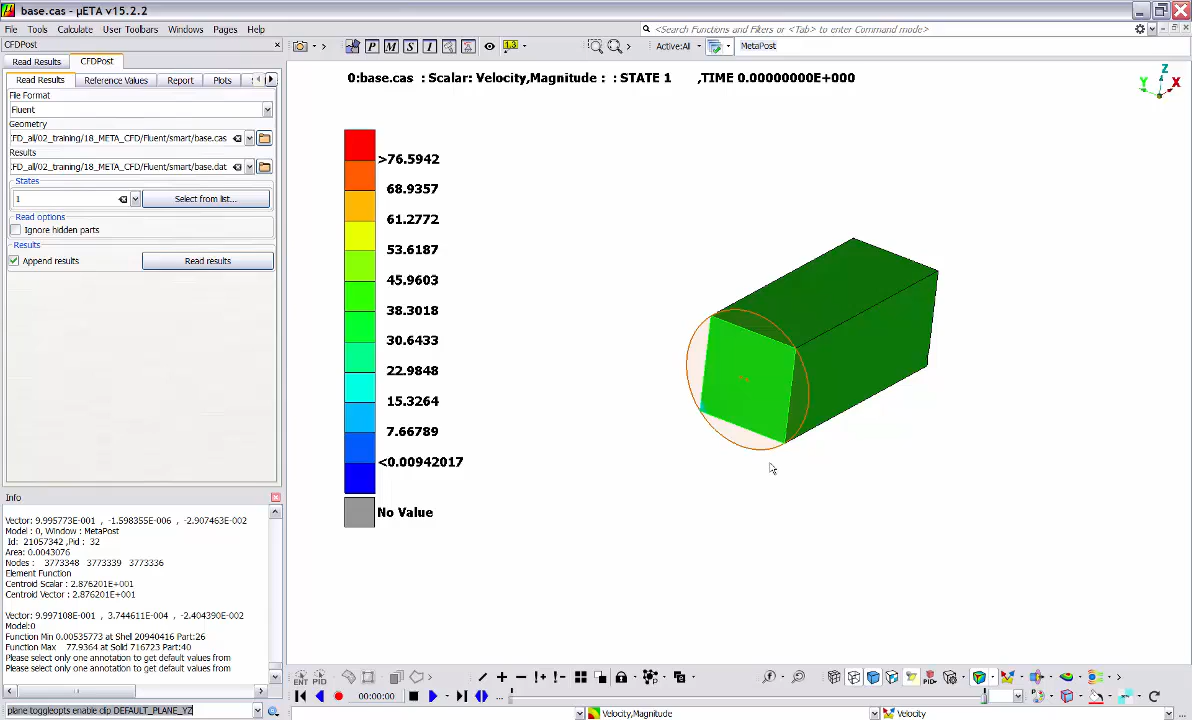 base.cas - µETA v15.2.2
File Tools Calculate User Toolbars Windows Pages Help
<Search Functions and Filters or <Tab> to enter Command mode>
CFDPost
P M S I
1.3
Active:All
MetaPost
Read Results CFDPost
Read Results Reference Values Report Plots
File Format
Fluent
Geometry
:FD_all/02_training/18_META_CFD/Fluent/smart/base.cas
Results
:FD_all/02_training/18_META_CFD/Fluent/smart/base.dat
States
1
Select from list...
Read options
Ignore hidden parts
Results
Append results
Read results
0:base.cas : Scalar: Velocity,Magnitude : : STATE 1 ,TIME 0.00000000E+000
Z
Y X
>76.5942
68.9357
61.2772
53.6187
45.9603
38.3018
30.6433
22.9848
15.3264
7.66789
<0.00942017
No Value
Info
Vector: 9.995773E-001 , -1.598355E-006 , -2.907463E-002
Model : 0, Window : MetaPost
Id: 21057342 ,Pid : 32
Area: 0.0043076
Nodes : 3773348 3773339 3773336
Element Function
Centroid Scalar : 2.876201E+001
Centroid Vector : 2.876201E+001
Vector: 9.997108E-001 , 3.744611E-004 , -2.404390E-002
Model:0
Function Min 0.00535773 at Shell 20940416 Part:26
Function Max 77.9364 at Solid 716723 Part:40
Please select only one annotation to get default values from
Please select only one annotation to get default values from
ENT PID
PID
00:00:00
plane toggleopts enable clip DEFAULT_PLANE_YZ
Velocity,Magnitude
Velocity